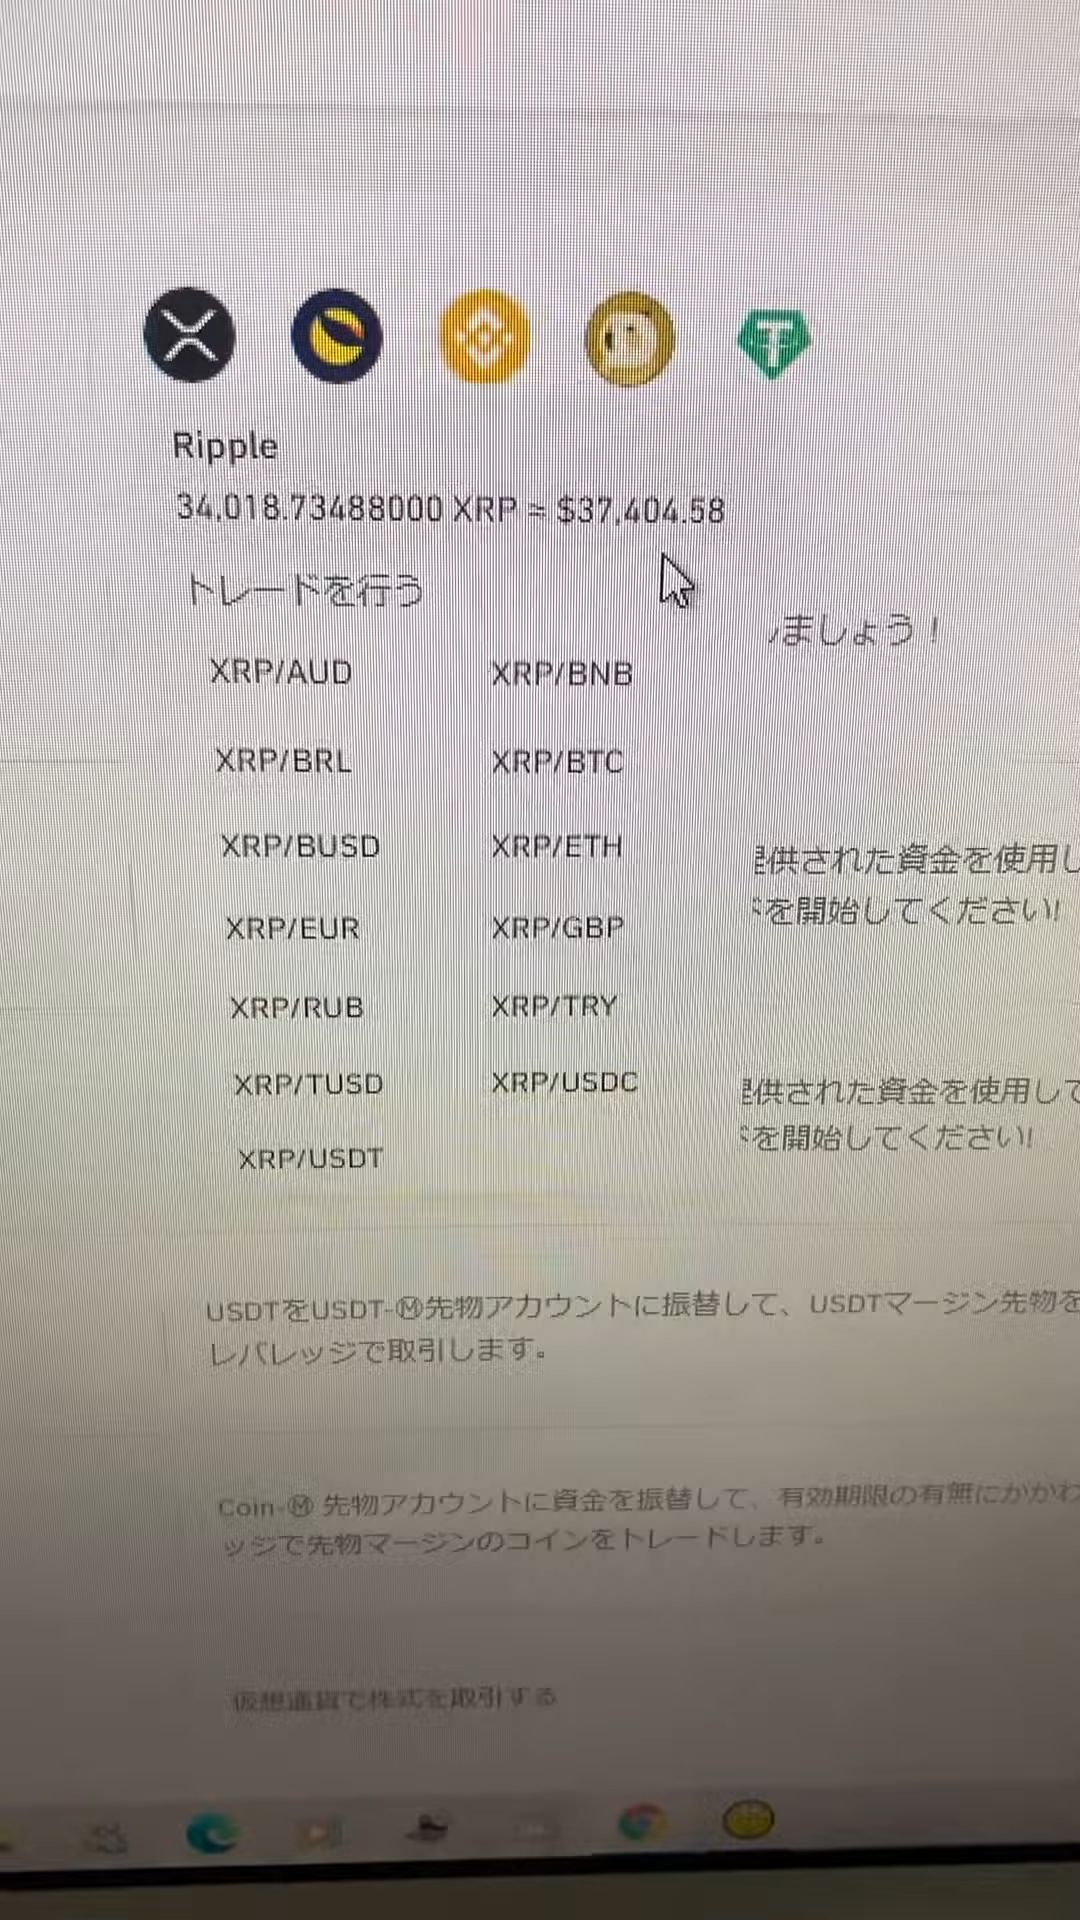 Ripple
34,018.73488000 XRP ≈ $37,404.58
トレードを行う
ましょう！
XRP/AUD XRP/BNB
XRP/BRL XRP/BTC
XRP/BUSD XRP/ETH
供された資金を使用し
を開始してください!
XRP/EUR XRP/GBP
XRP/RUB XRP/TRY
XRP/TUSD XRP/USDC
供された資金を使用して
を開始してください!
XRP/USDT
USDTをUSDT-Ⓜ先物アカウントに振替して、USDTマージン先物を
レバレッジで取引します。
Coin-Ⓜ 先物アカウントに資金を振替して、有効期限の有無にかかわ
ッジで先物マージンのコインをトレードします。
仮想通貨で株式を取引する